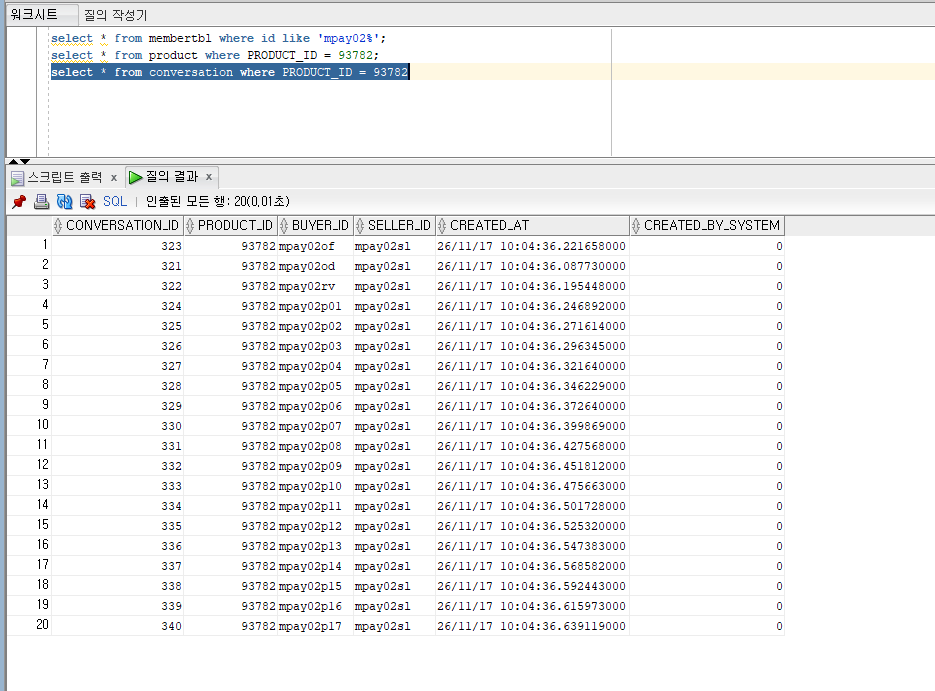 워크시트 질의 작성기
select * from membertbl where id like 'mpay02%';
select * from product where PRODUCT_ID = 93782;
select * from conversation where PRODUCT_ID = 93782
스크립트 출력 x 질의 결과 x
SQL | 인출된 모든 행: 20(0,01초)
CONVERSATION_ID PRODUCT_ID BUYER_ID SELLER_ID CREATED_AT CREATED_BY_SYSTEM
1 323 93782 mpay02of mpay02sl 26/11/17 10:04:36.221658000 0
2 321 93782 mpay02od mpay02sl 26/11/17 10:04:36.087730000 0
3 322 93782 mpay02rv mpay02sl 26/11/17 10:04:36.195448000 0
4 324 93782 mpay02p01 mpay02sl 26/11/17 10:04:36.246892000 0
5 325 93782 mpay02p02 mpay02sl 26/11/17 10:04:36.271614000 0
6 326 93782 mpay02p03 mpay02sl 26/11/17 10:04:36.296345000 0
7 327 93782 mpay02p04 mpay02sl 26/11/17 10:04:36.321640000 0
8 328 93782 mpay02p05 mpay02sl 26/11/17 10:04:36.346229000 0
9 329 93782 mpay02p06 mpay02sl 26/11/17 10:04:36.372640000 0
10 330 93782 mpay02p07 mpay02sl 26/11/17 10:04:36.399869000 0
11 331 93782 mpay02p08 mpay02sl 26/11/17 10:04:36.427568000 0
12 332 93782 mpay02p09 mpay02sl 26/11/17 10:04:36.451812000 0
13 333 93782 mpay02p10 mpay02sl 26/11/17 10:04:36.475663000 0
14 334 93782 mpay02p11 mpay02sl 26/11/17 10:04:36.501728000 0
15 335 93782 mpay02p12 mpay02sl 26/11/17 10:04:36.525320000 0
16 336 93782 mpay02p13 mpay02sl 26/11/17 10:04:36.547383000 0
17 337 93782 mpay02p14 mpay02sl 26/11/17 10:04:36.568582000 0
18 338 93782 mpay02p15 mpay02sl 26/11/17 10:04:36.592443000 0
19 339 93782 mpay02p16 mpay02sl 26/11/17 10:04:36.615973000 0
20 340 93782 mpay02p17 mpay02sl 26/11/17 10:04:36.639119000 0